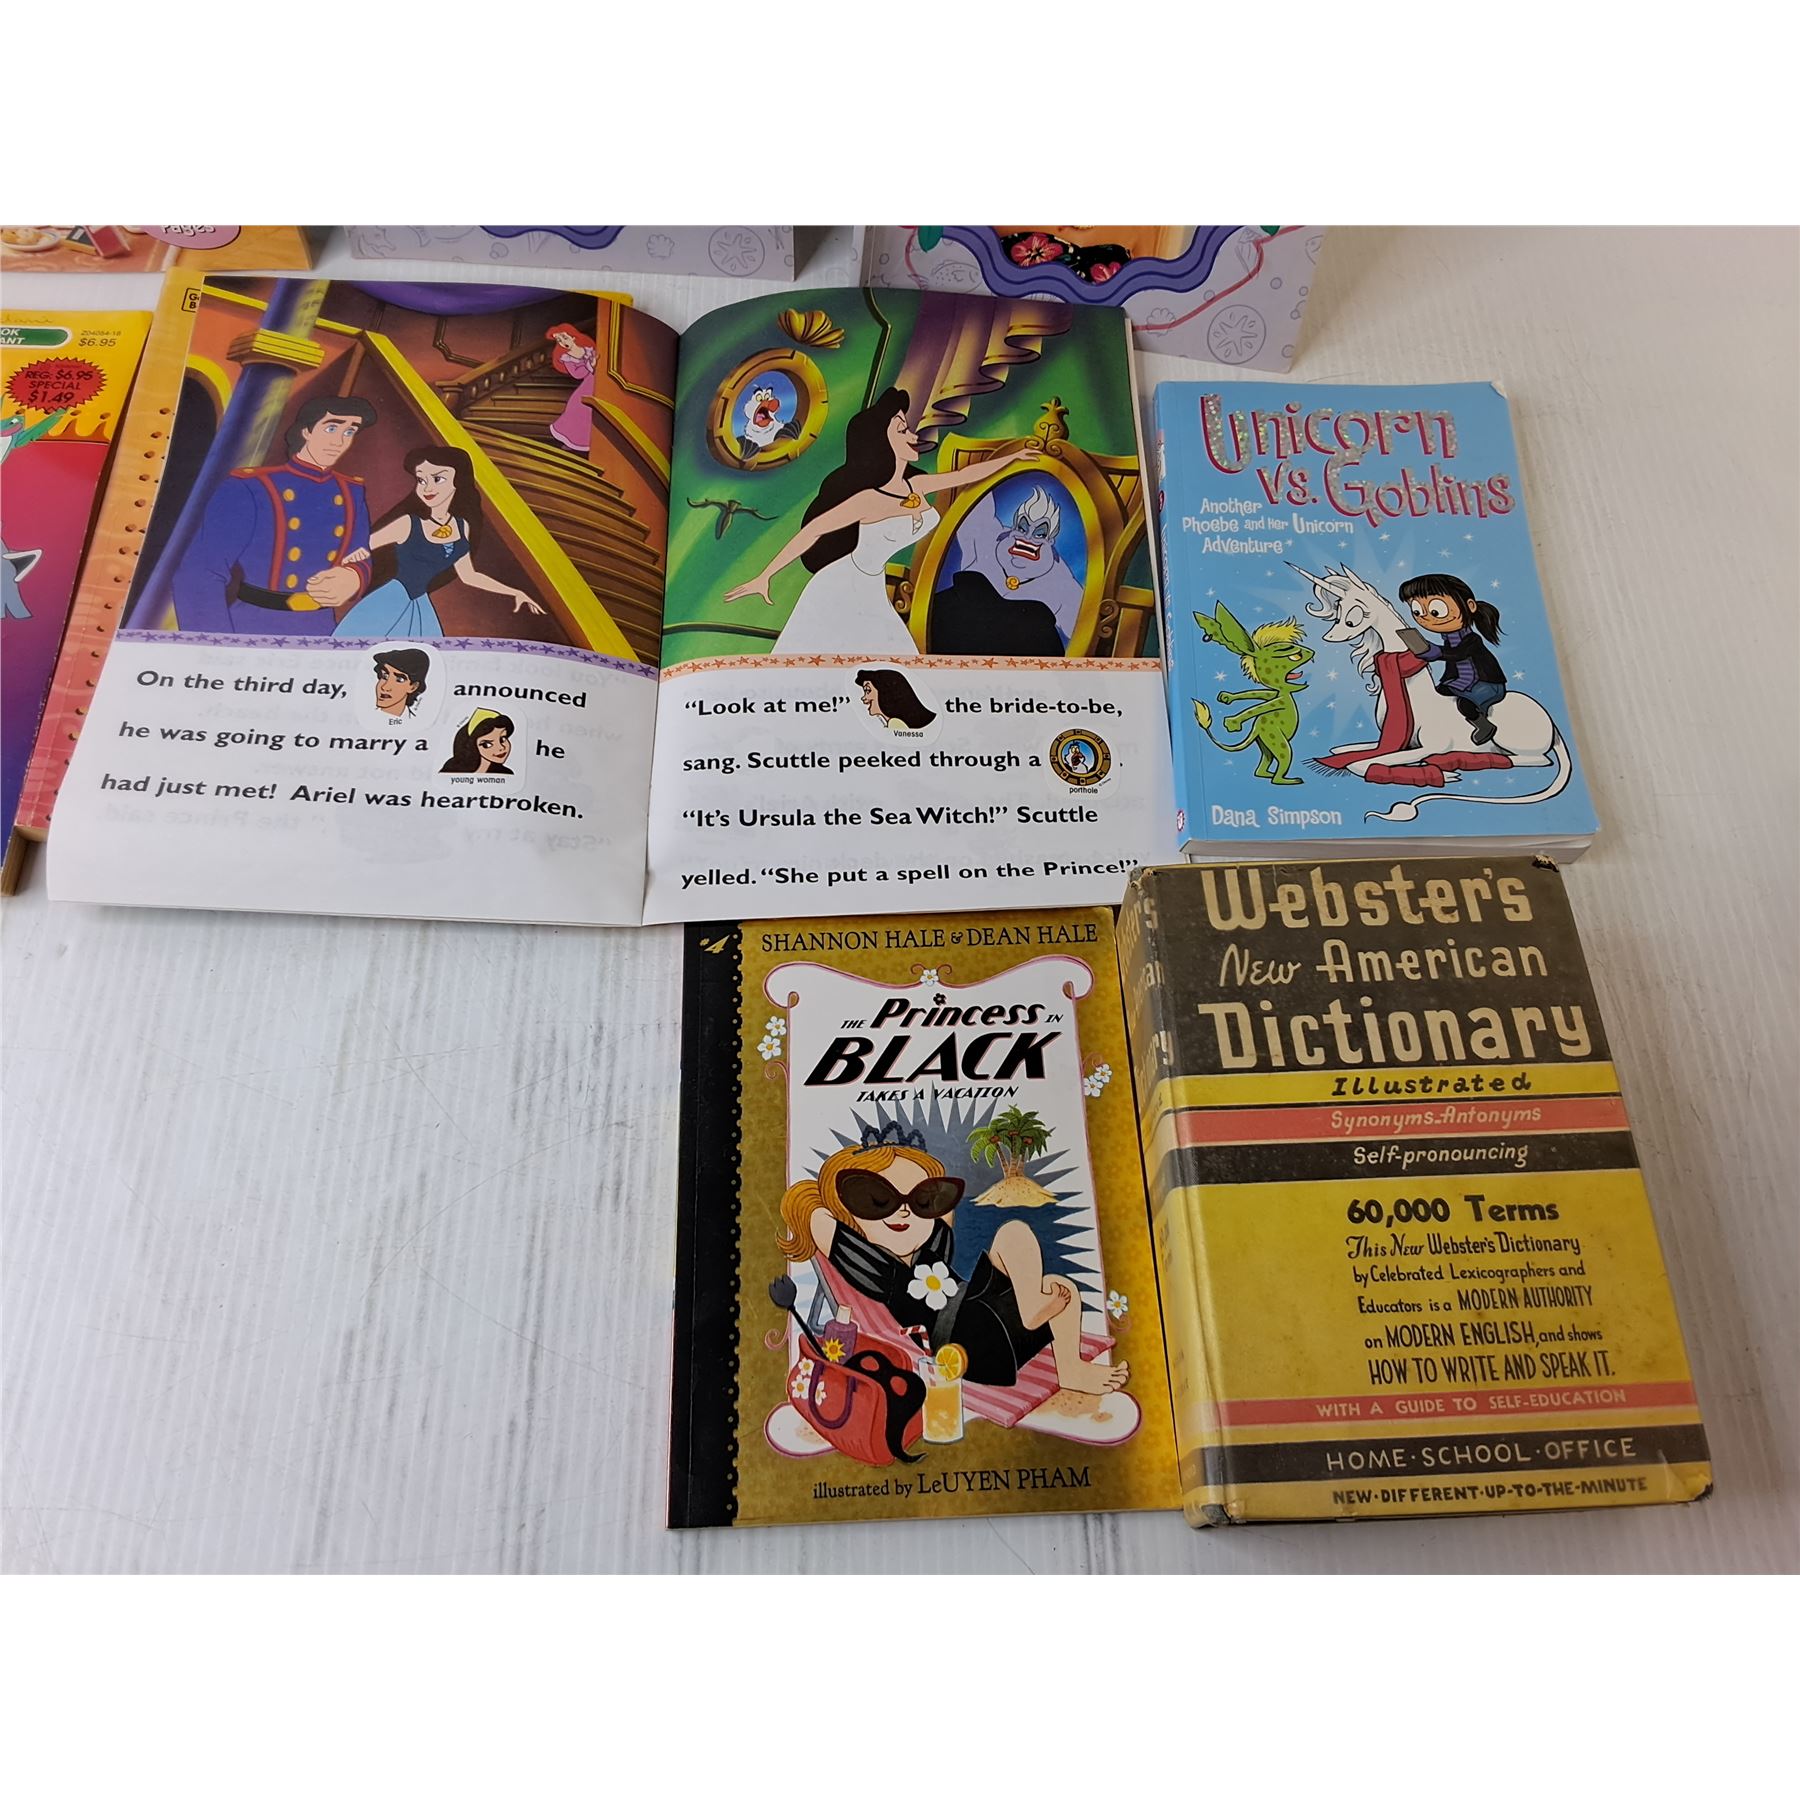 Pages
OK
ANT
Z04084-18
$6.95
REG: $6.95
SPECIAL
$1.49
On the third day, announced
Eric
he was going to marry a he
young woman
had just met! Ariel was heartbroken.
“Look at me!” the bride-to-be,
Vanessa
sang. Scuttle peeked through a .
porthole
“It’s Ursula the Sea Witch!” Scuttle
yelled. “She put a spell on the Prince!”
Unicorn
vs. Goblins
Another
Phoebe and Her Unicorn
Adventure
Dana Simpson
#4
SHANNON HALE & DEAN HALE
THE Princess IN
BLACK
TAKES A VACATION
illustrated by LeUYEN PHAM
Webster's
New American
Dictionary
Illustrated
Synonyms-Antonyms
Self-pronouncing
60,000 Terms
This New Webster's Dictionary
by Celebrated Lexicographers and
Educators is a MODERN AUTHORITY
on MODERN ENGLISH, and shows
HOW TO WRITE AND SPEAK IT.
WITH A GUIDE TO SELF-EDUCATION
HOME·SCHOOL·OFFICE
NEW·DIFFERENT·UP-TO-THE-MINUTE